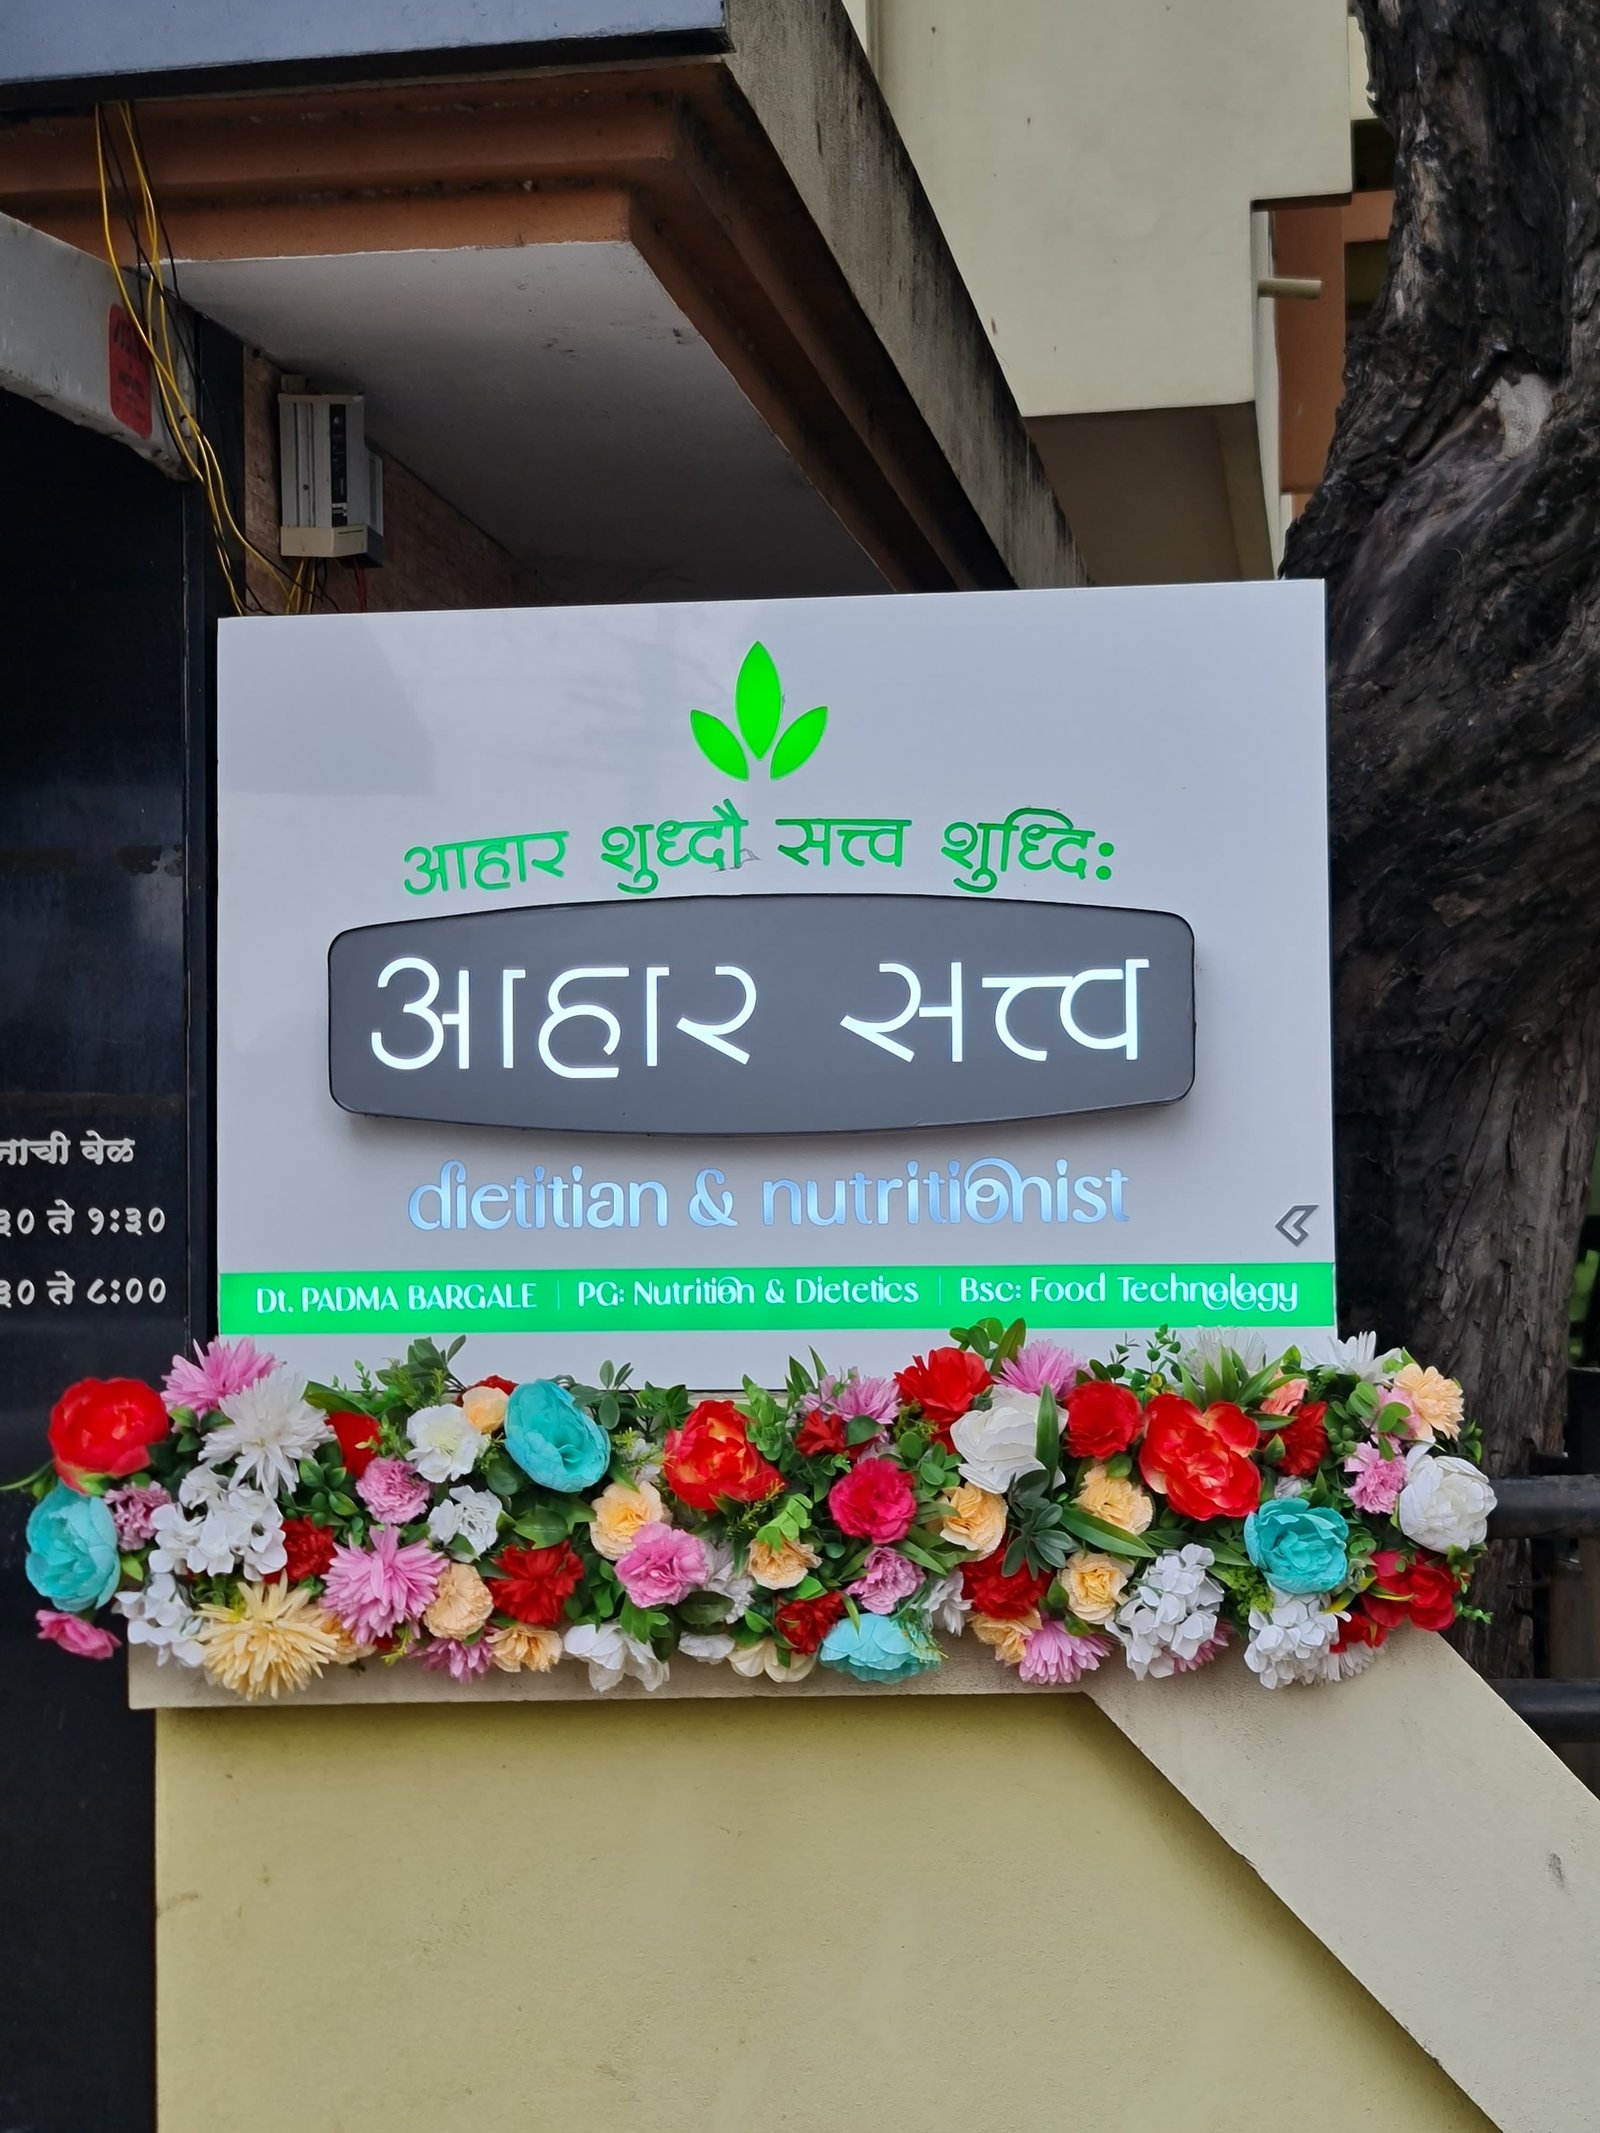 आहार शुध्दौ सत्त्व शुध्दि:
आहार सत्त्व
dietitian & nutritionist
Dt. PADMA BARGALE | PG: Nutrition & Dietetics | Bsc: Food Technology
वेळ
३० ते १:३०
३० ते ८:००